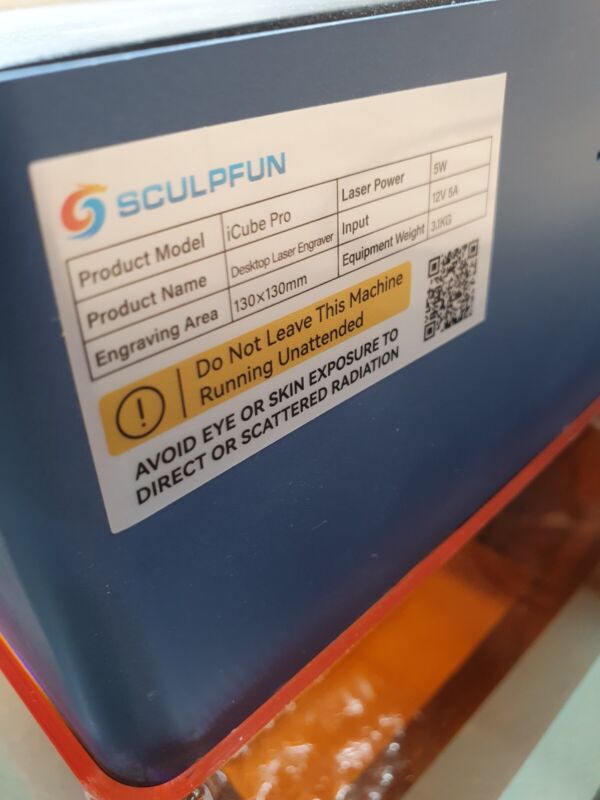 SCULPFUN
Product Model iCube Pro Laser Power 5W
Product Name Desktop Laser Engraver Input 12V 5A
Engraving Area 130×130mm Equipment Weight 3.1KG
Do Not Leave This Machine
Running Unattended
AVOID EYE OR SKIN EXPOSURE TO
DIRECT OR SCATTERED RADIATION